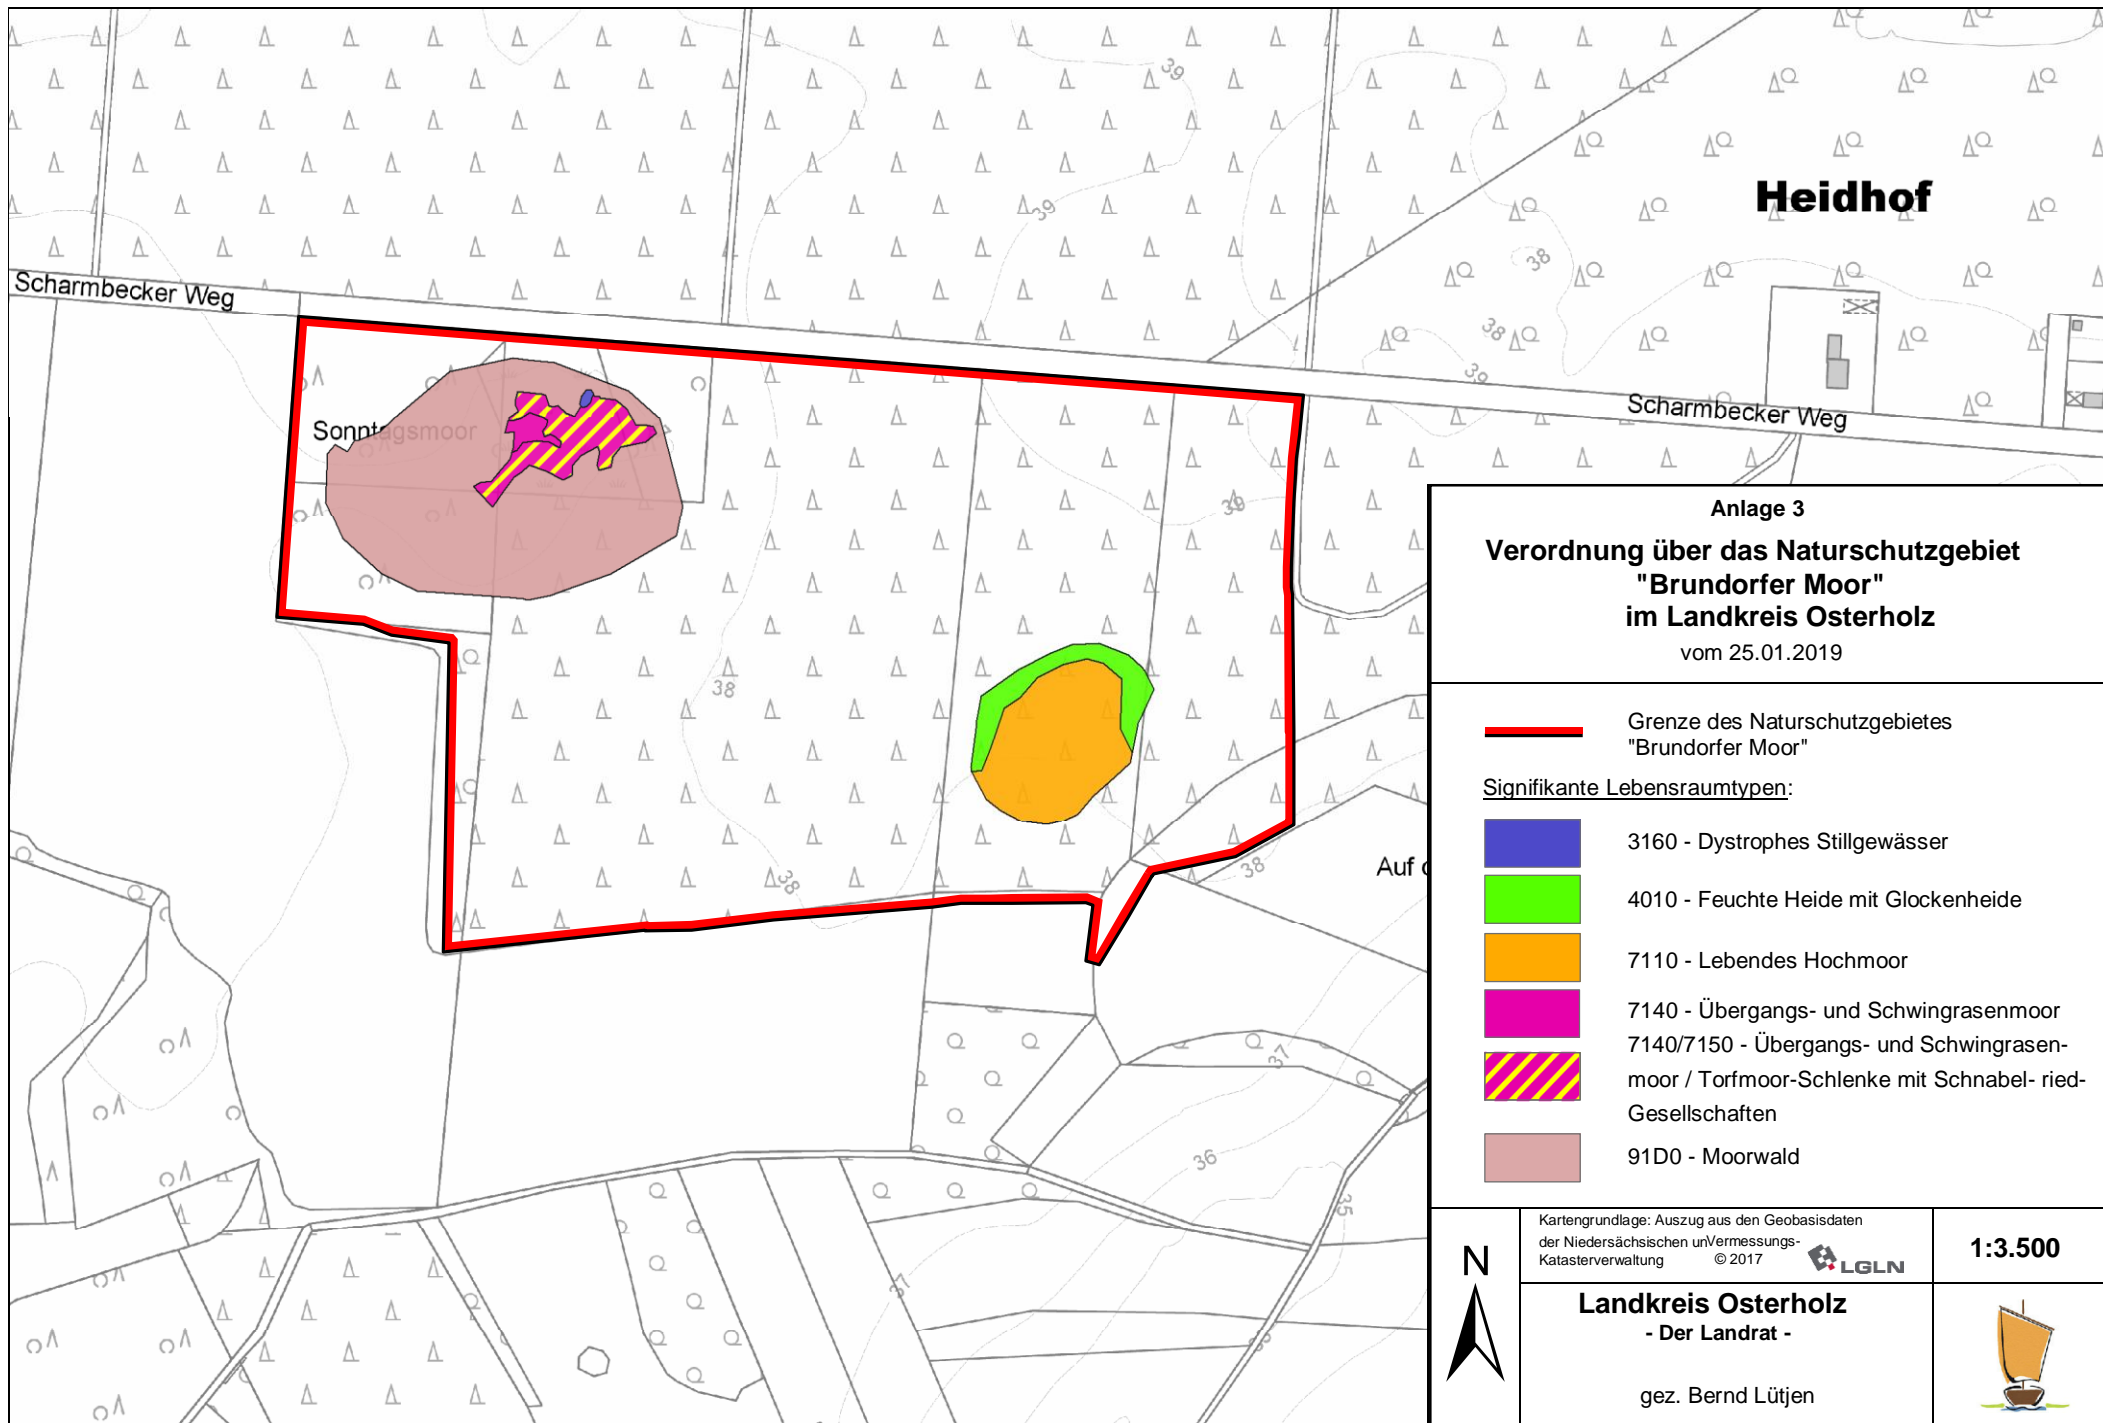 39
39
Heidhof
38
Scharmbecker Weg
38
39
Scharmbecker Weg
Sonntagsmoor
39
38
38
38
Auf
37
36
35
37
Anlage 3
Verordnung über das Naturschutzgebiet
"Brundorfer Moor"
im Landkreis Osterholz
vom 25.01.2019
Grenze des Naturschutzgebietes
"Brundorfer Moor"
Signifikante Lebensraumtypen:
3160 - Dystrophes Stillgewässer
4010 - Feuchte Heide mit Glockenheide
7110 - Lebendes Hochmoor
7140 - Übergangs- und Schwingrasenmoor
7140/7150 - Übergangs- und Schwingrasen-
moor / Torfmoor-Schlenke mit Schnabel- ried-
Gesellschaften
91D0 - Moorwald
N
Kartengrundlage: Auszug aus den Geobasisdaten
der Niedersächsischen unVermessungs-
Katasterverwaltung © 2017
LGLN
1:3.500
Landkreis Osterholz
- Der Landrat -
gez. Bernd Lütjen